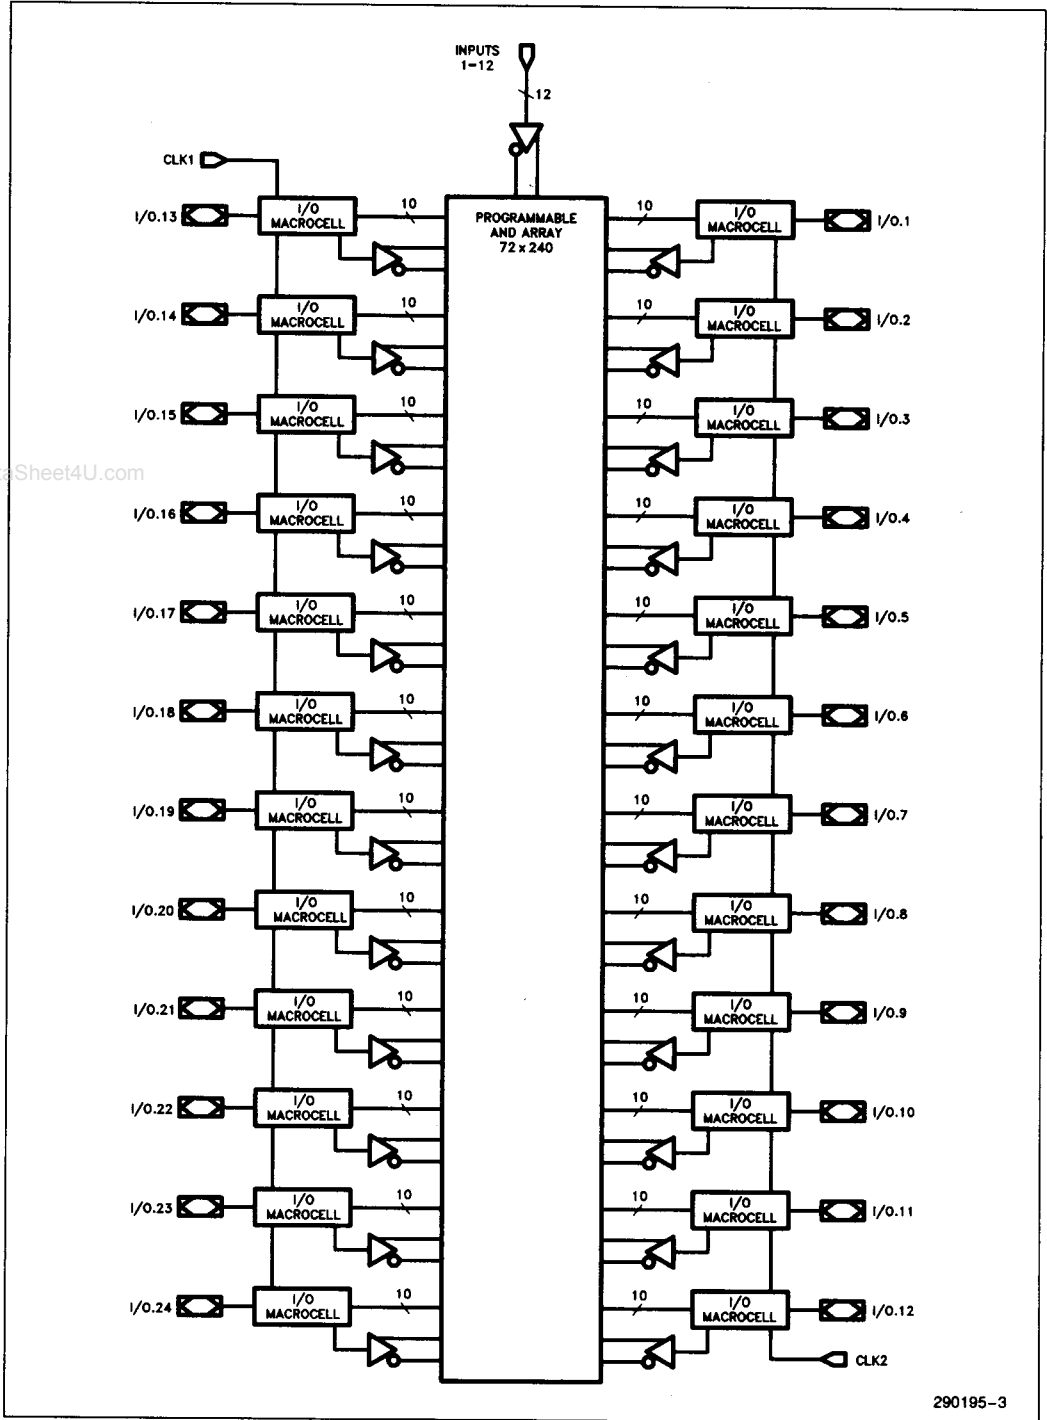 INPUTS
1-12
12
CLK1
PROGRAMMABLE
AND ARRAY
72 x 240
I/O.13
I/O
MACROCELL
10
10
I/O
MACROCELL
I/O.1
I/O.14
I/O
MACROCELL
10
10
I/O
MACROCELL
I/O.2
I/O.15
I/O
MACROCELL
10
10
I/O
MACROCELL
I/O.3
taSheet4U.com
I/O.16
I/O
MACROCELL
10
10
I/O
MACROCELL
I/O.4
I/O.17
I/O
MACROCELL
10
10
I/O
MACROCELL
I/O.5
I/O.18
I/O
MACROCELL
10
10
I/O
MACROCELL
I/O.6
I/O.19
I/O
MACROCELL
10
10
I/O
MACROCELL
I/O.7
I/O.20
I/O
MACROCELL
10
10
I/O
MACROCELL
I/O.8
I/O.21
I/O
MACROCELL
10
10
I/O
MACROCELL
I/O.9
I/O.22
I/O
MACROCELL
10
10
I/O
MACROCELL
I/O.10
I/O.23
I/O
MACROCELL
10
10
I/O
MACROCELL
I/O.11
I/O.24
I/O
MACROCELL
10
10
I/O
MACROCELL
I/O.12
CLK2
290195-3